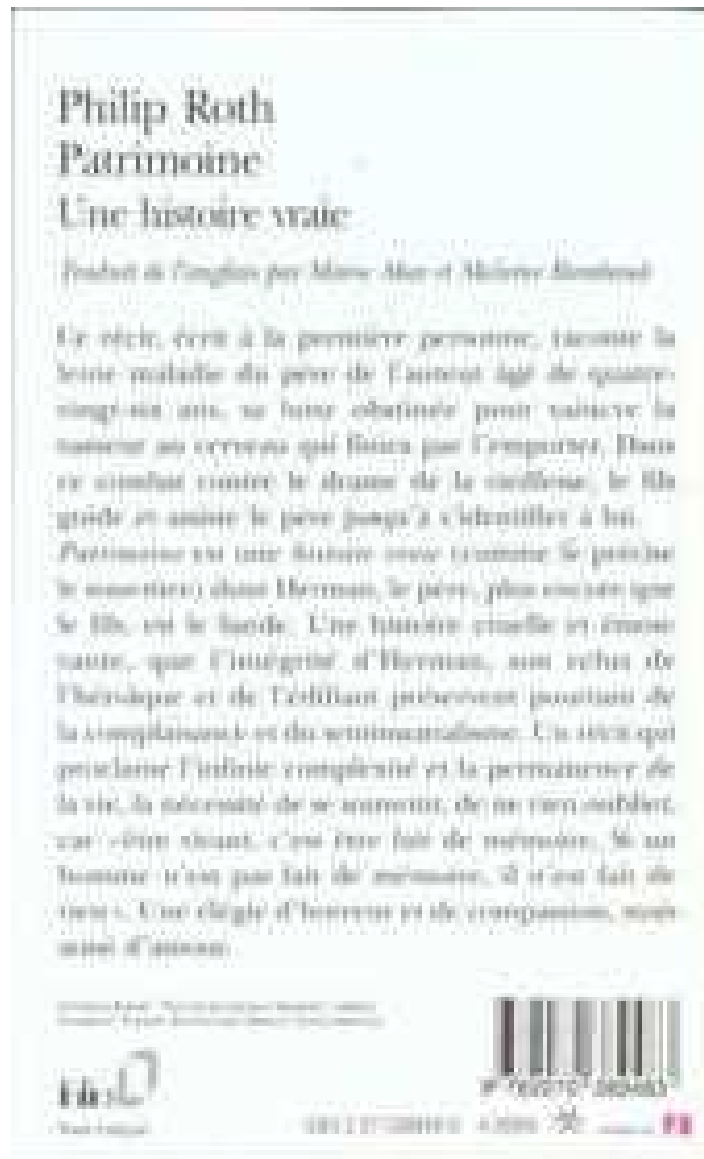 Philip Roth
Patrimoine
Une histoire vraie
Traduit de l'anglais par Mirèse Akar et
Ce récit, écrit à la première personne, raconte la
lente maladie du père de l'auteur âgé de quatre-
vingt-six ans, sa lutte obstinée pour vaincre la
tumeur au cerveau qui finira par l'emporter. Dans
ce combat contre le drame de la vieillesse, le fils
guide et assiste le père jusqu'à s'identifier à lui.
Patrimoine est une histoire vraie (comme le précise
le sous-titre) dont Herman, le père, plus encore que
le fils, est le barde. Une histoire cruelle et émou-
vante, que l'intégrité d'Herman, son refus de
l'héroïque et de l'édifiant préservent pourtant de
la complaisance et du sentimentalisme. Un récit qui
proclame l'infinie complexité et la permanence de
la vie, la nécessité de se souvenir, de ne rien oublier,
car «être vivant, c'est être fait de mémoire. Si un
homme n'est pas fait de mémoire, il n'est fait de
rien». Une élégie d'horreur et de compassion, mais
aussi d'amour.
folio